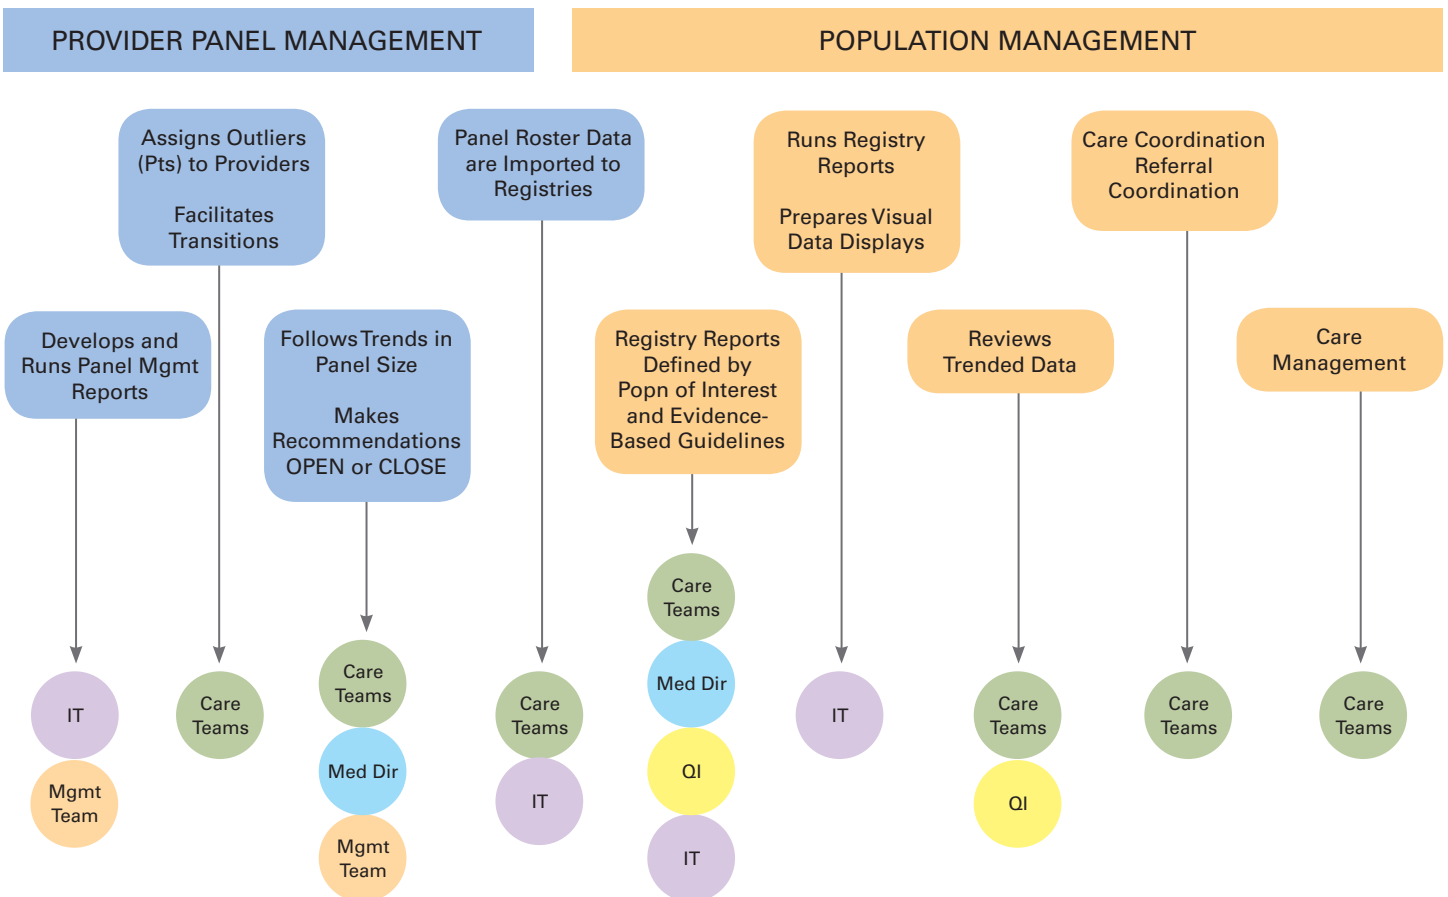 PROVIDER PANEL MANAGEMENT
POPULATION MANAGEMENT
Assigns Outliers
(Pts) to Providers
Facilitates
Transitions
Panel Roster Data
are Imported to
Registries
Runs Registry
Reports
Prepares Visual
Data Displays
Care Coordination
Referral
Coordination
Develops and
Runs Panel Mgmt
Reports
Follows Trends in
Panel Size
Makes
Recommendations
OPEN or CLOSE
Registry Reports
Defined by
Popn of Interest
and Evidence-
Based Guidelines
Reviews
Trended Data
Care
Management
IT
Mgmt
Team
Care
Teams
Care
Teams
Med Dir
Mgmt
Team
Care
Teams
IT
Care
Teams
Med Dir
QI
IT
IT
Care
Teams
QI
Care
Teams
Care
Teams